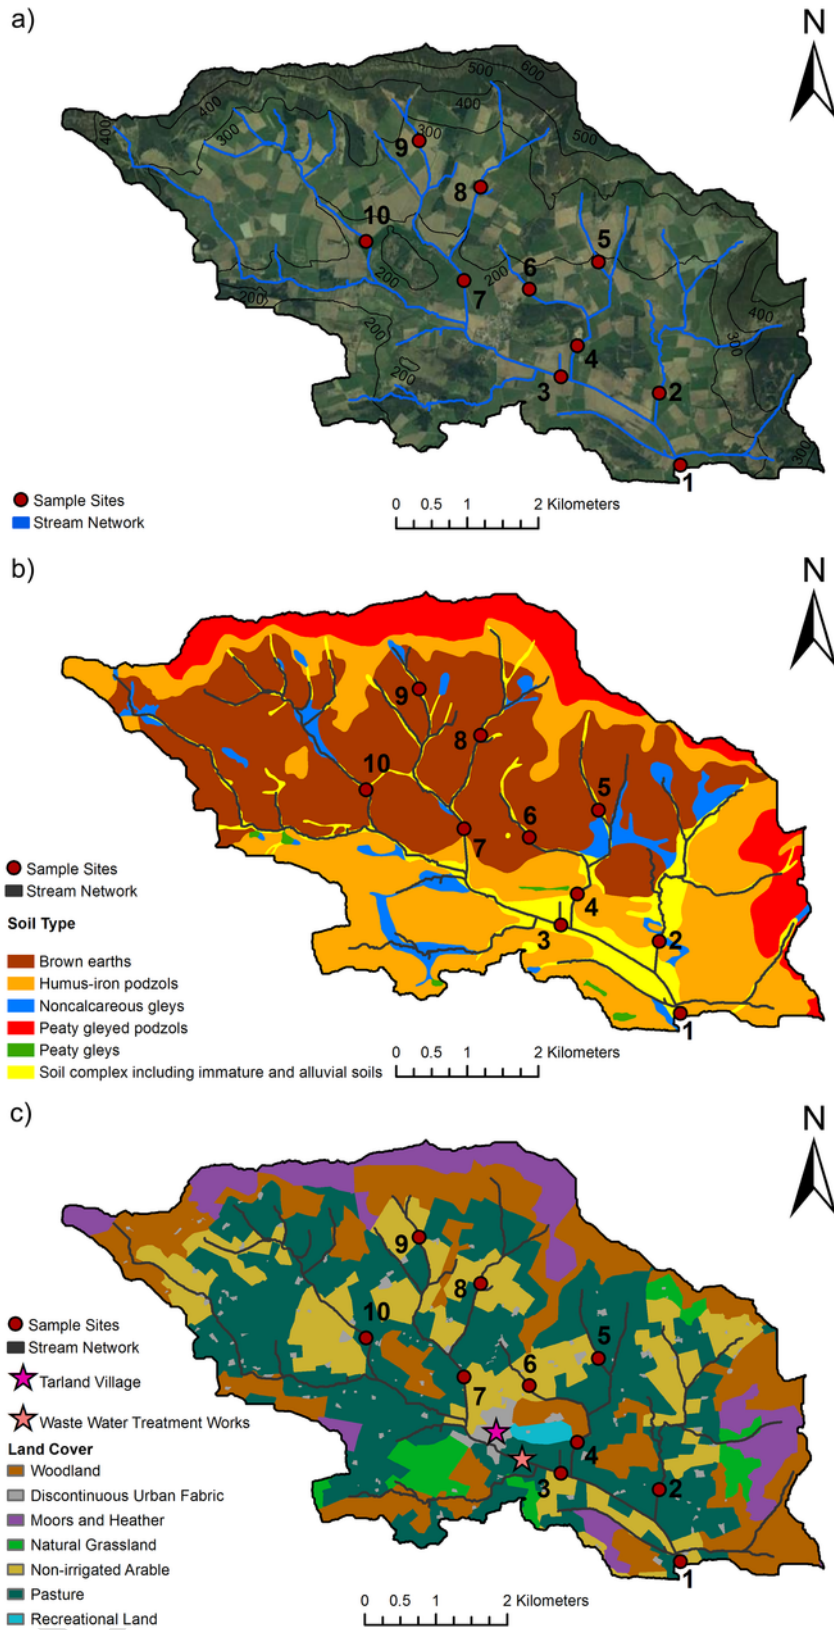 a)
N
500
600
400
400
400
300
300
500
9
8
10
5
200
200
6
200
7
200
400
300
200
4
200
3
2
300
1
Sample Sites
Stream Network
0 0.5 1 2 Kilometers
b)
N
9
8
10
5
6
7
4
3
2
1
Sample Sites
Stream Network
Soil Type
Brown earths
Humus-iron podzols
Noncalcareous gleys
Peaty gleyed podzols
Peaty gleys
Soil complex including immature and alluvial soils
0 0.5 1 2 Kilometers
c)
N
9
8
10
5
6
7
4
3
2
1
Sample Sites
Stream Network
Tarland Village
Waste Water Treatment Works
Land Cover
Woodland
Discontinuous Urban Fabric
Moors and Heather
Natural Grassland
Non-irrigated Arable
Pasture
Recreational Land
0 0.5 1 2 Kilometers